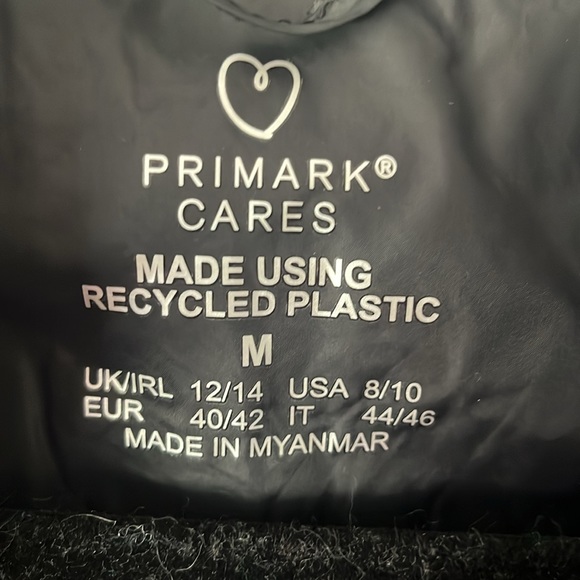 PRIMARK®
CARES
MADE USING
RECYCLED PLASTIC
M
UK/IRL 12/14 USA 8/10
EUR 40/42 IT 44/46
MADE IN MYANMAR